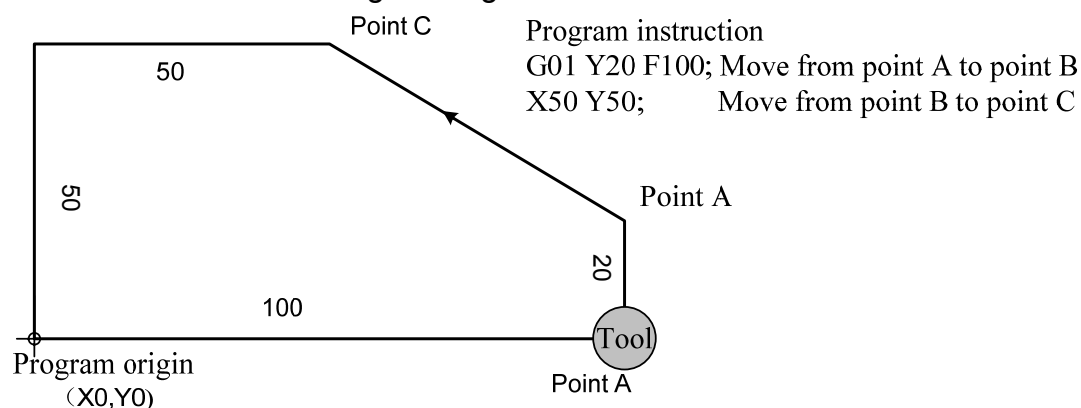 Point C
Program instruction
G01 Y20 F100; Move from point A to point B
X50 Y50; Move from point B to point C
50
50
Point A
20
100
Tool
Program origin
Point A
（X0,Y0)